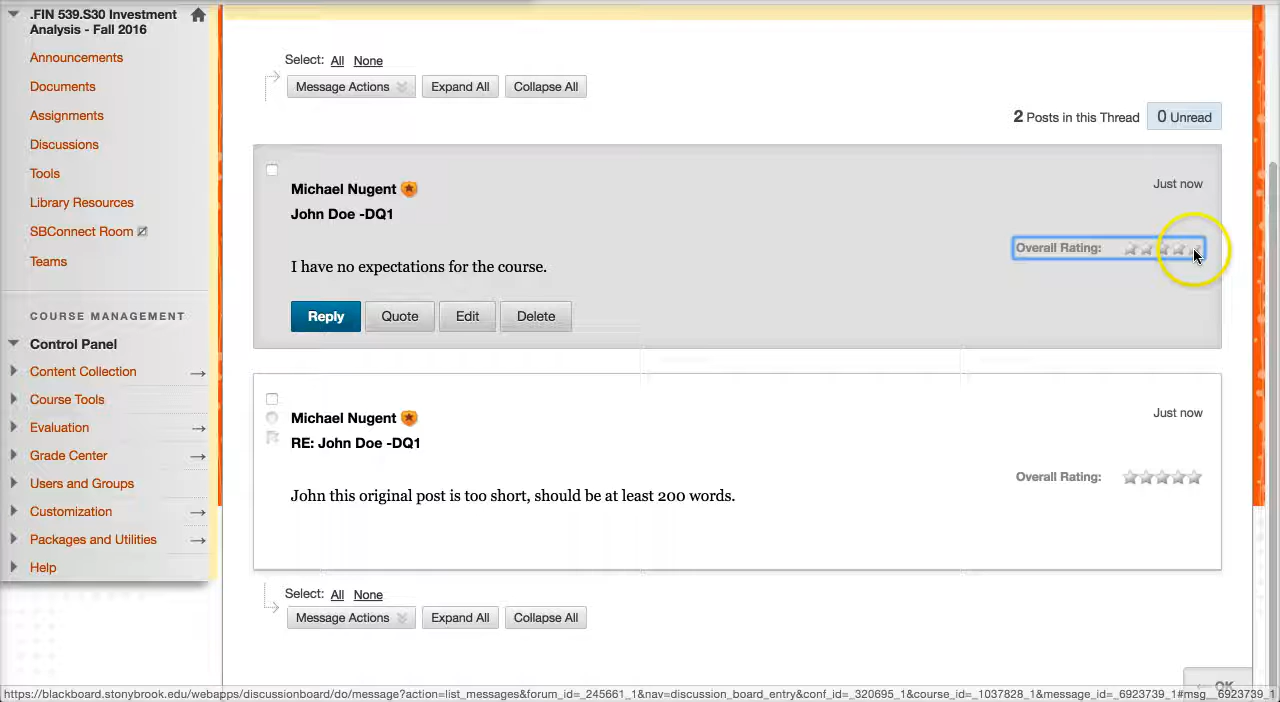 .FIN 539.S30 Investment
Analysis - Fall 2016
Announcements
Documents
Assignments
Discussions
Tools
Library Resources
SBConnect Room
Teams
COURSE MANAGEMENT
Control Panel
Content Collection
Course Tools
Evaluation
Grade Center
Users and Groups
Customization
Packages and Utilities
Help
Select: All None
Message Actions Expand All Collapse All
2 Posts in this Thread 0 Unread
Michael Nugent
Just now
John Doe -DQ1
Overall Rating:
I have no expectations for the course.
Reply Quote Edit Delete
Michael Nugent
Just now
RE: John Doe -DQ1
Overall Rating:
John this original post is too short, should be at least 200 words.
Select: All None
Message Actions Expand All Collapse All
OK
https://blackboard.stonybrook.edu/webapps/discussionboard/do/message?action=list_messages&forum_id=_245661_1&nav=discussion_board_entry&conf_id=_320695_1&course_id=_1037828_1&message_id=_6923739_1#msg__6923739_1